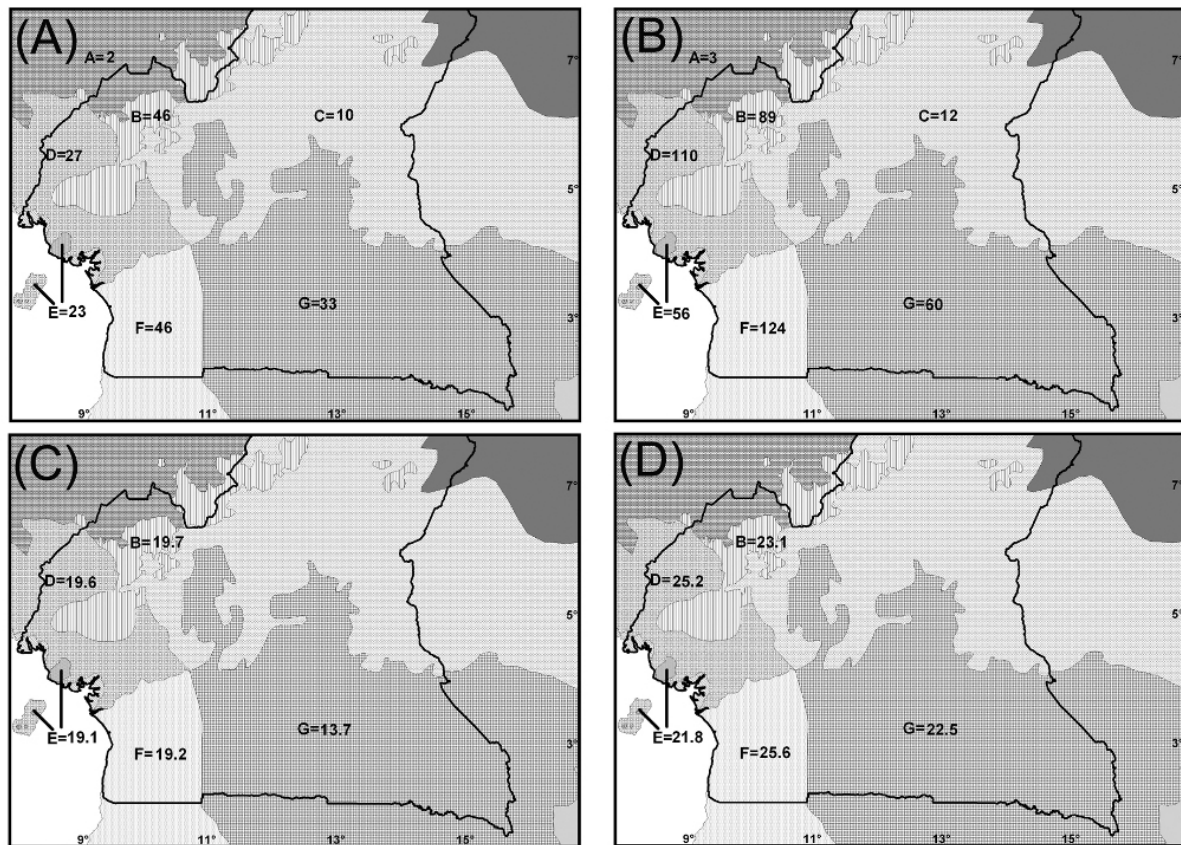 (A)
A=2
7°
B=46
C=10
D=27
5°
E=23
G=33
3°
F=46
9°
11°
13°
15°
(B)
A=3
7°
B=89
C=12
D=110
5°
E=56
G=60
3°
F=124
9°
11°
13°
15°
(C)
7°
B=19.7
D=19.6
5°
E=19.1
G=13.7
3°
F=19.2
9°
11°
13°
15°
(D)
7°
B=23.1
D=25.2
5°
E=21.8
G=22.5
3°
F=25.6
9°
11°
13°
15°